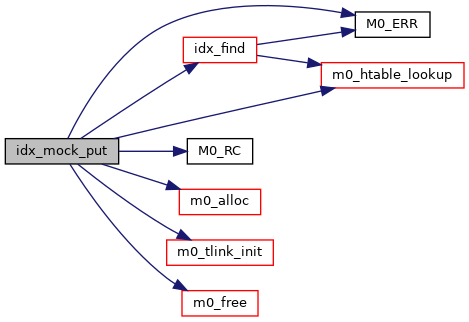 M0_ERR
idx_find
m0_htable_lookup
idx_mock_put
M0_RC
m0_alloc
m0_tlink_init
m0_free